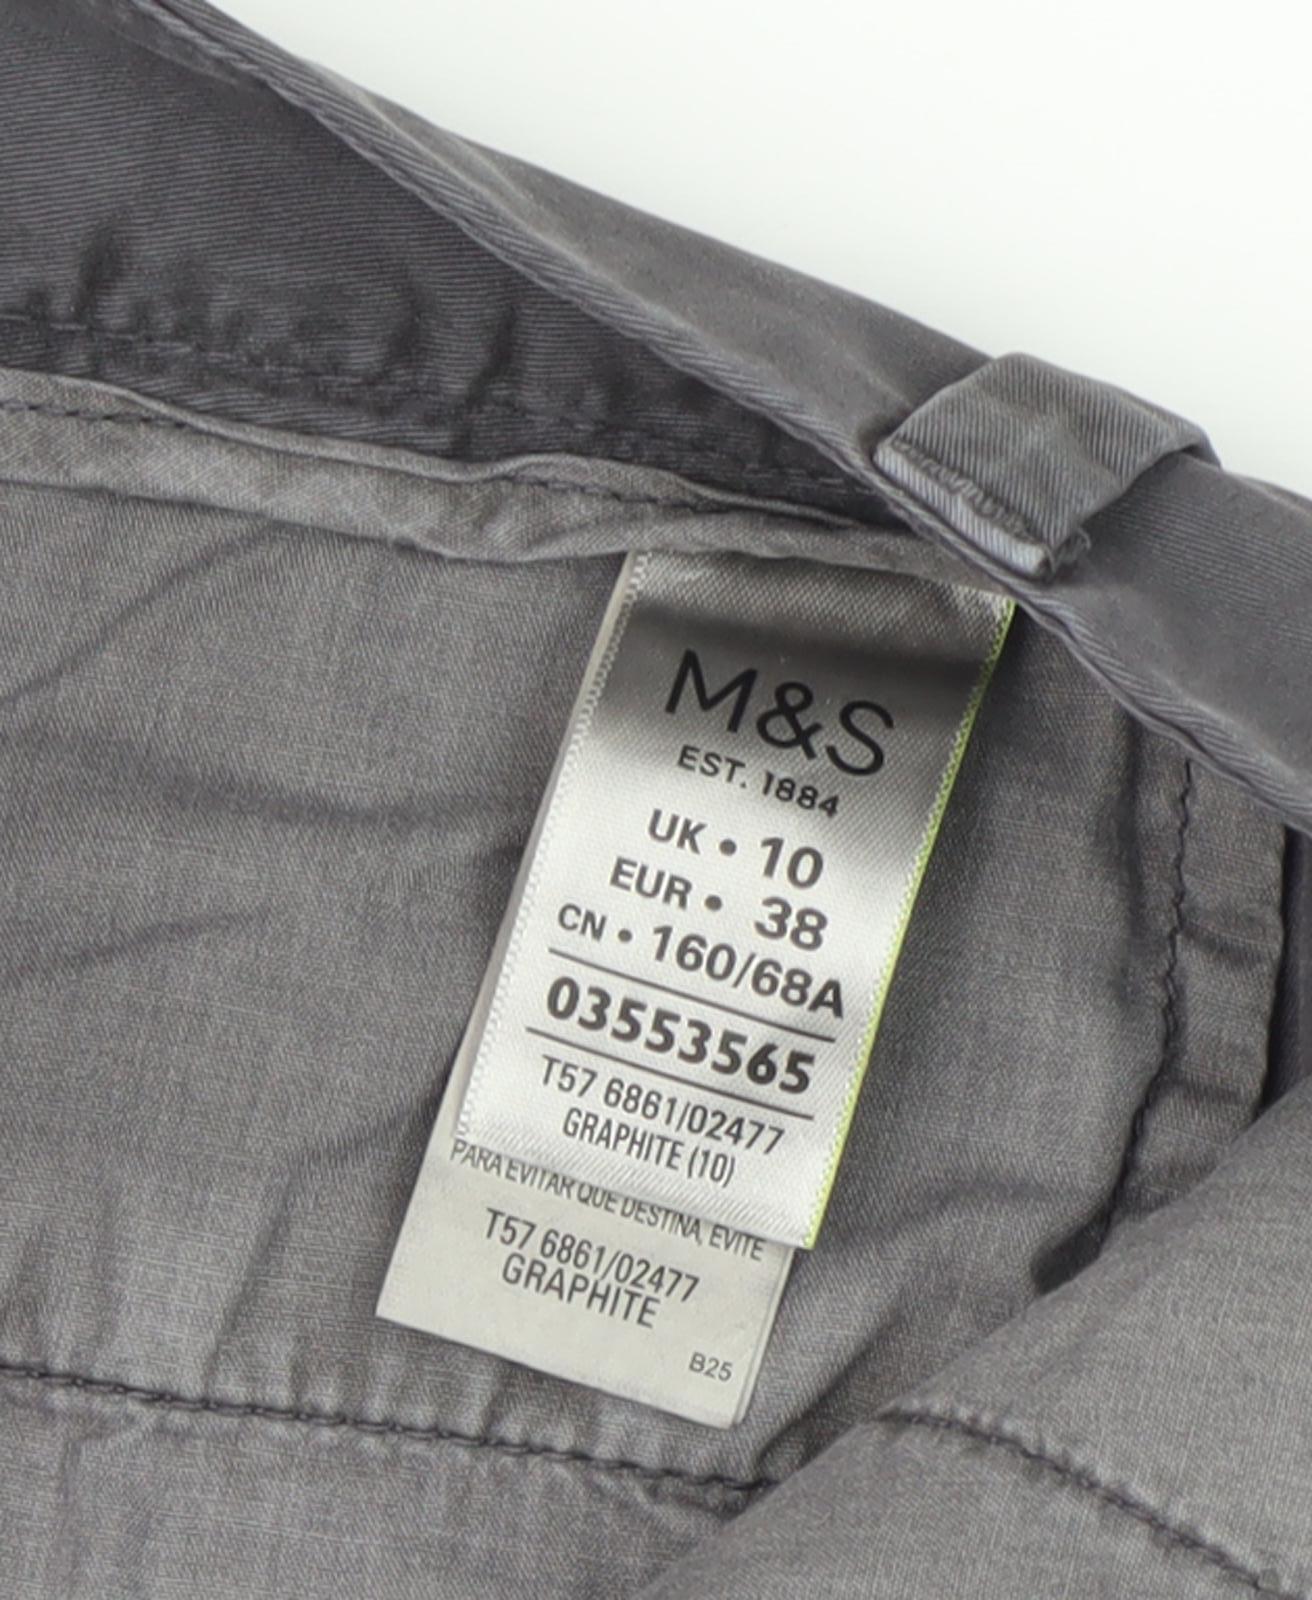 M&S
EST. 1884
UK • 10
EUR • 38
CN • 160/68A
03553565
T57 6861/02477
GRAPHITE (10)
PARA EVITAR QUE DESTINA, EVITE
T57 6861/02477
GRAPHITE
B25